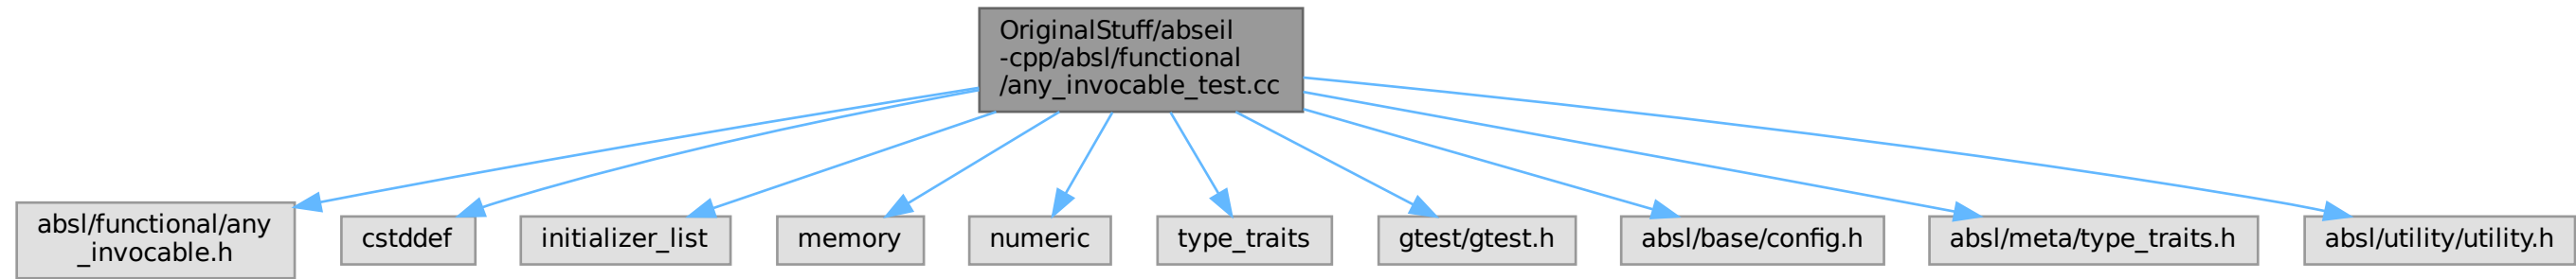 OriginalStuff/abseil
-cpp/absl/functional
/any_invocable_test.cc
absl/functional/any
_invocable.h
cstddef
initializer_list
memory
numeric
type_traits
gtest/gtest.h
absl/base/config.h
absl/meta/type_traits.h
absl/utility/utility.h